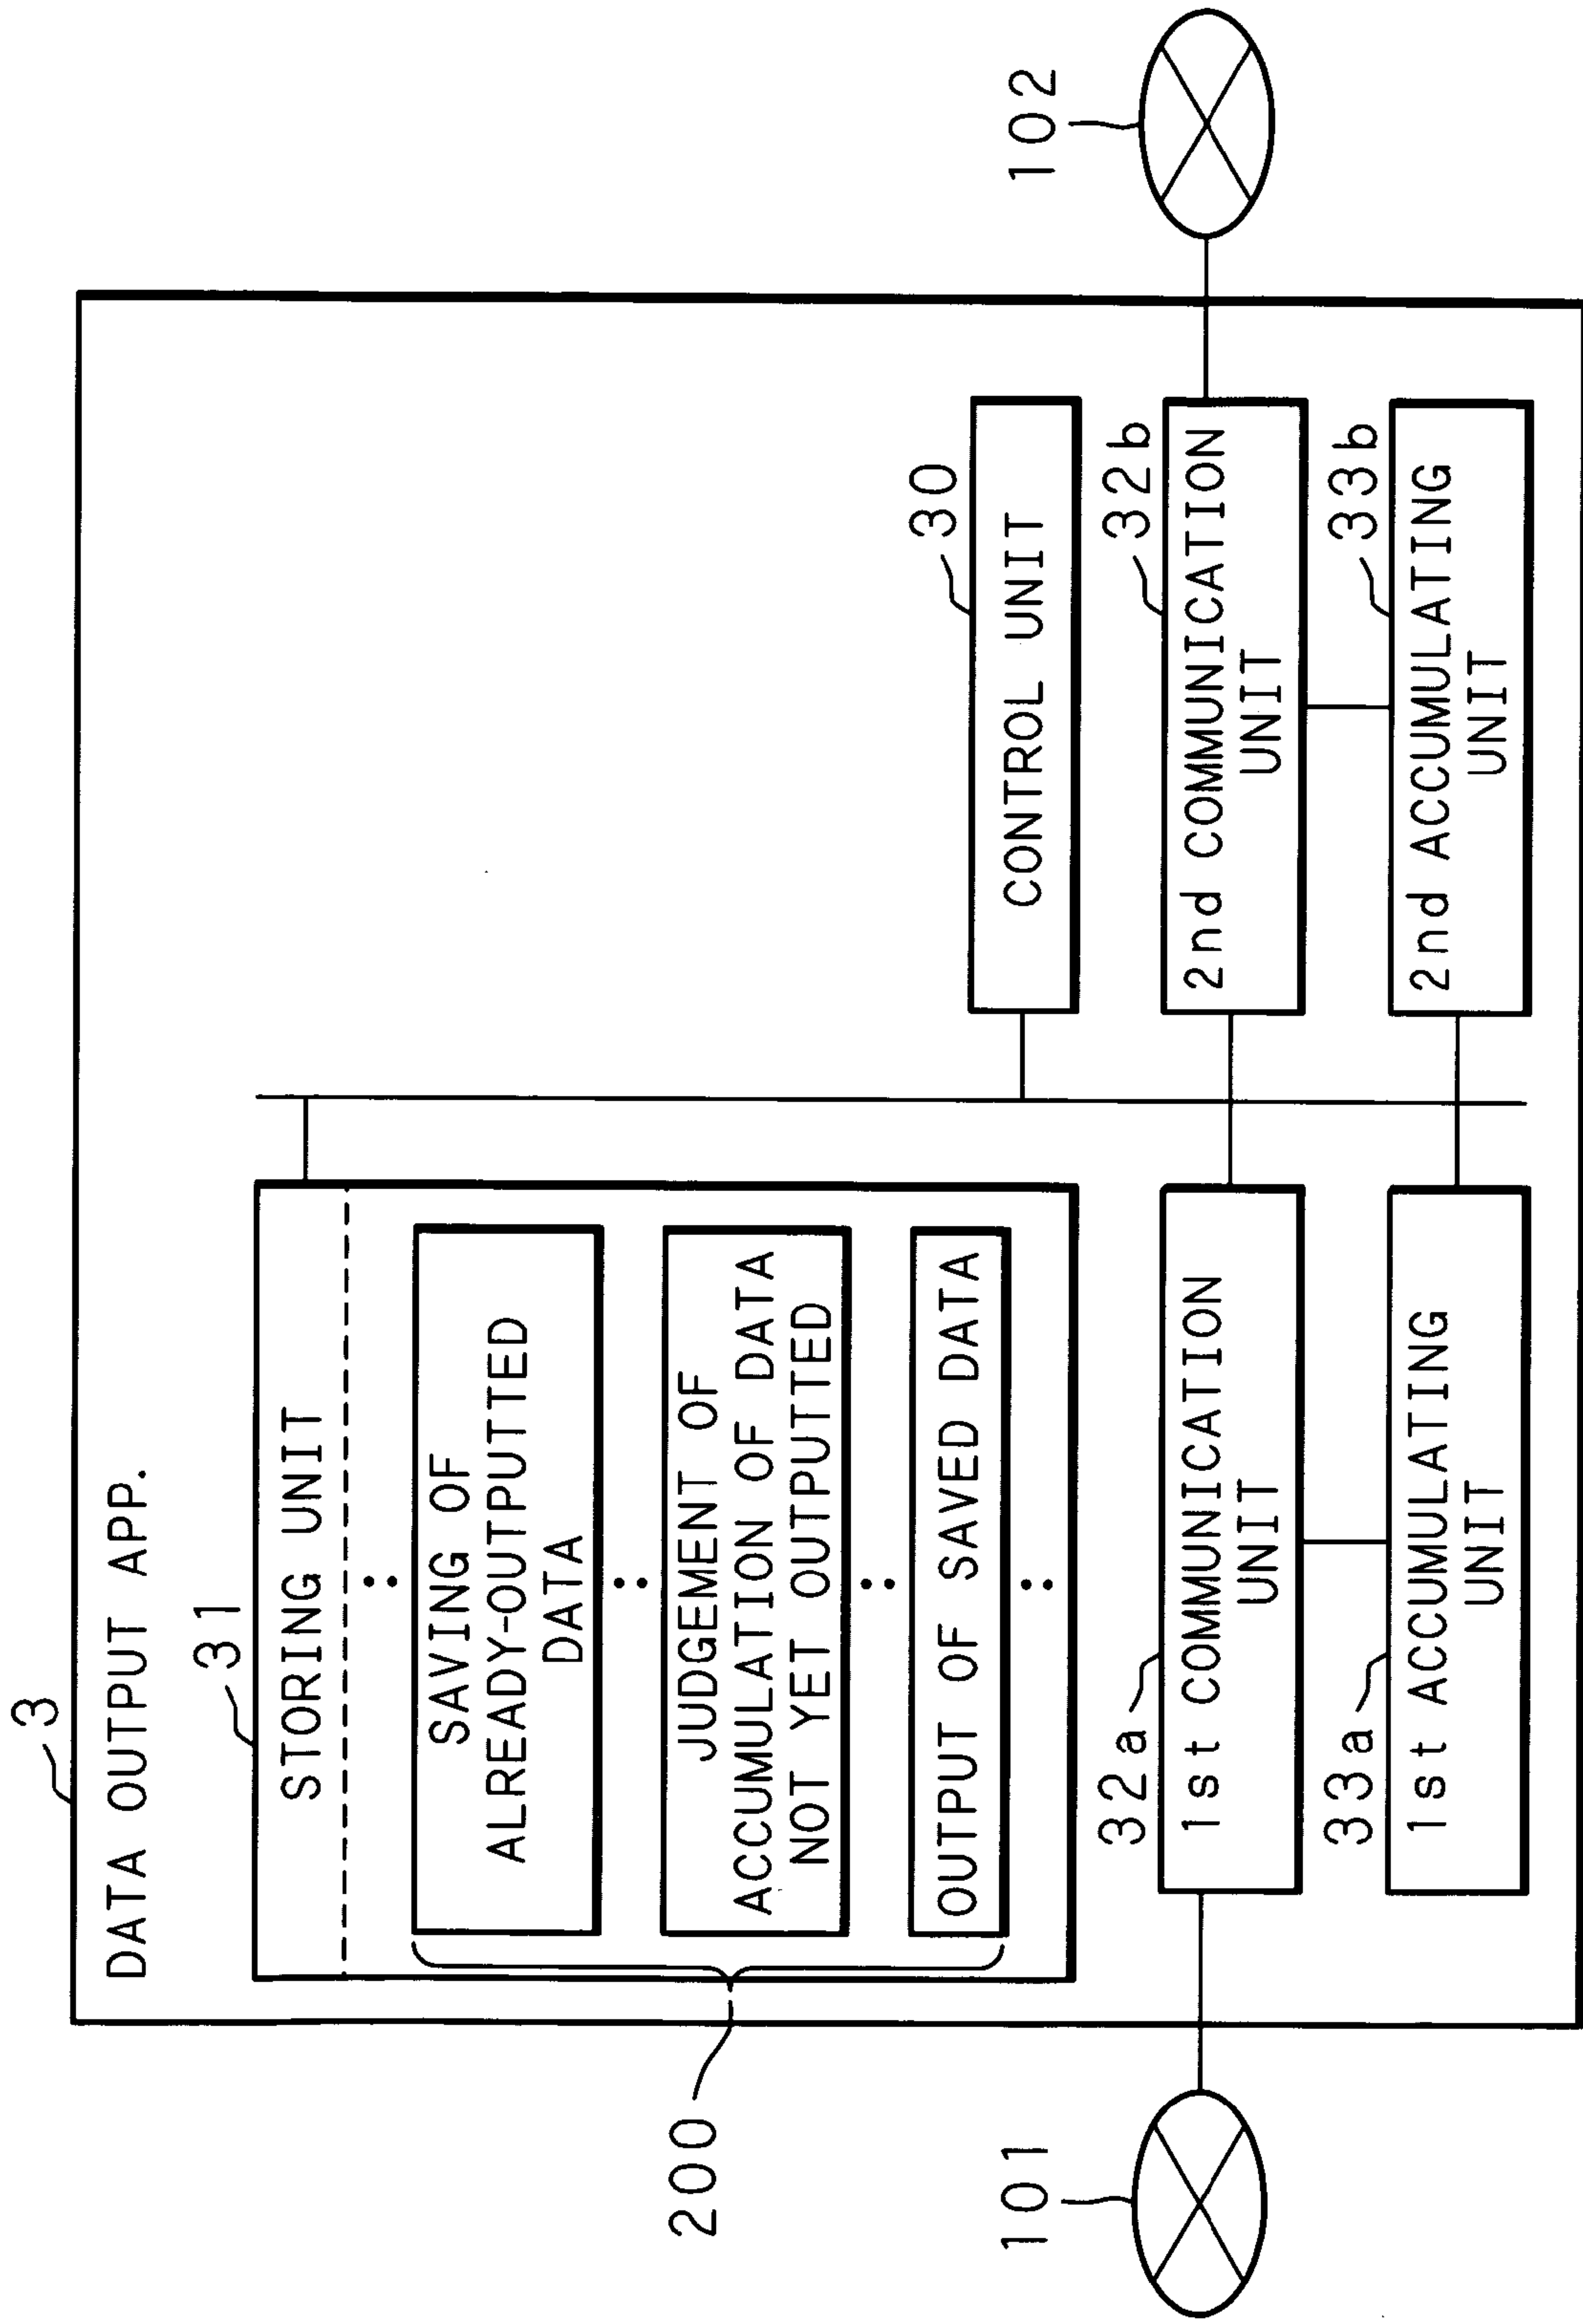 3
DATA OUTPUT APP.
31
STORING UNIT
SAVING OF
ALREADY-OUTPUTTED
DATA
JUDGEMENT OF
ACCUMULATION OF DATA
NOT YET OUTPUTTED
OUTPUT OF SAVED DATA
200
30
CONTROL UNIT
101
32a
1st COMMUNICATION
UNIT
32b
2nd COMMUNICATION
UNIT
102
33a
1st ACCUMULATING
UNIT
33b
2nd ACCUMULATING
UNIT